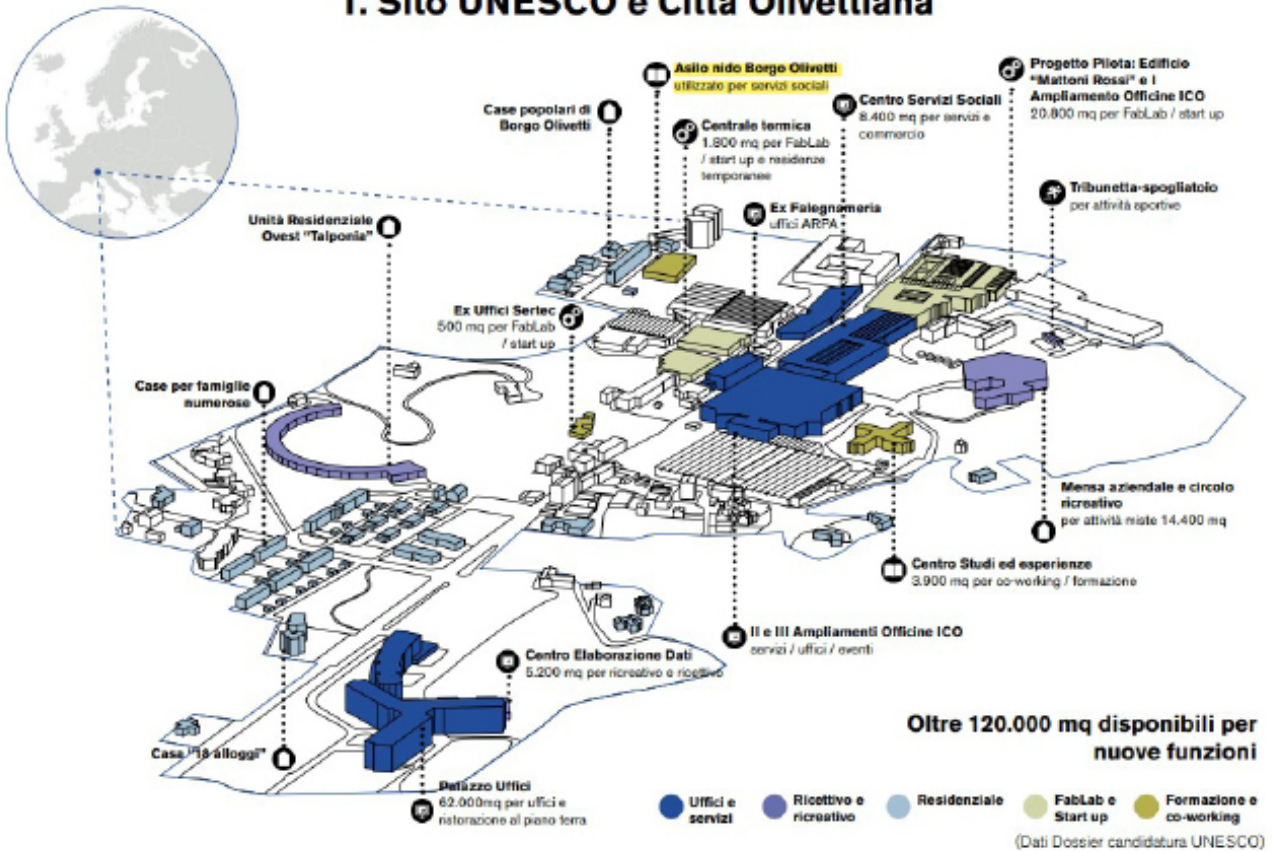 1. Sito UNESCO e Città Olivettiana
Asilo nido Borgo Olivetti
utilizzato per servizi sociali
Case popolari di
Borgo Olivetti
Centrale termica
1.800 mq per FabLab
/ start up e residenze
temporanee
Centro Servizi Sociali
8.400 mq per servizi e
commercio
Progetto Pilota: Edificio
"Mattoni Rossi" e I
Ampliamento Officine ICO
20.800 mq per FabLab / start up
Tribunetta-spogliatoio
per attività sportive
Unità Residenziale
Ovest "Talponia"
Ex Falegnameria
uffici ARPA
Ex Uffici Sertec
500 mq per FabLab
/ start up
Case per famiglie
numerose
Mensa aziendale e circolo
ricreativo
per attività miste 14.400 mq
Centro Studi ed esperienze
3.900 mq per co-working / formazione
II e III Ampliamenti Officine ICO
servizi / uffici / eventi
Centro Elaborazione Dati
5.200 mq per ricreativo e ricettivo
Casa "18 alloggi"
Palazzo Uffici
62.000mq per uffici e
ristorazione al piano terra
Oltre 120.000 mq disponibili per
nuove funzioni
Uffici e
servizi
Ricettivo e
ricreativo
Residenziale
FabLab e
Start up
Formazione e
co-working
(Dati Dossier candidatura UNESCO)